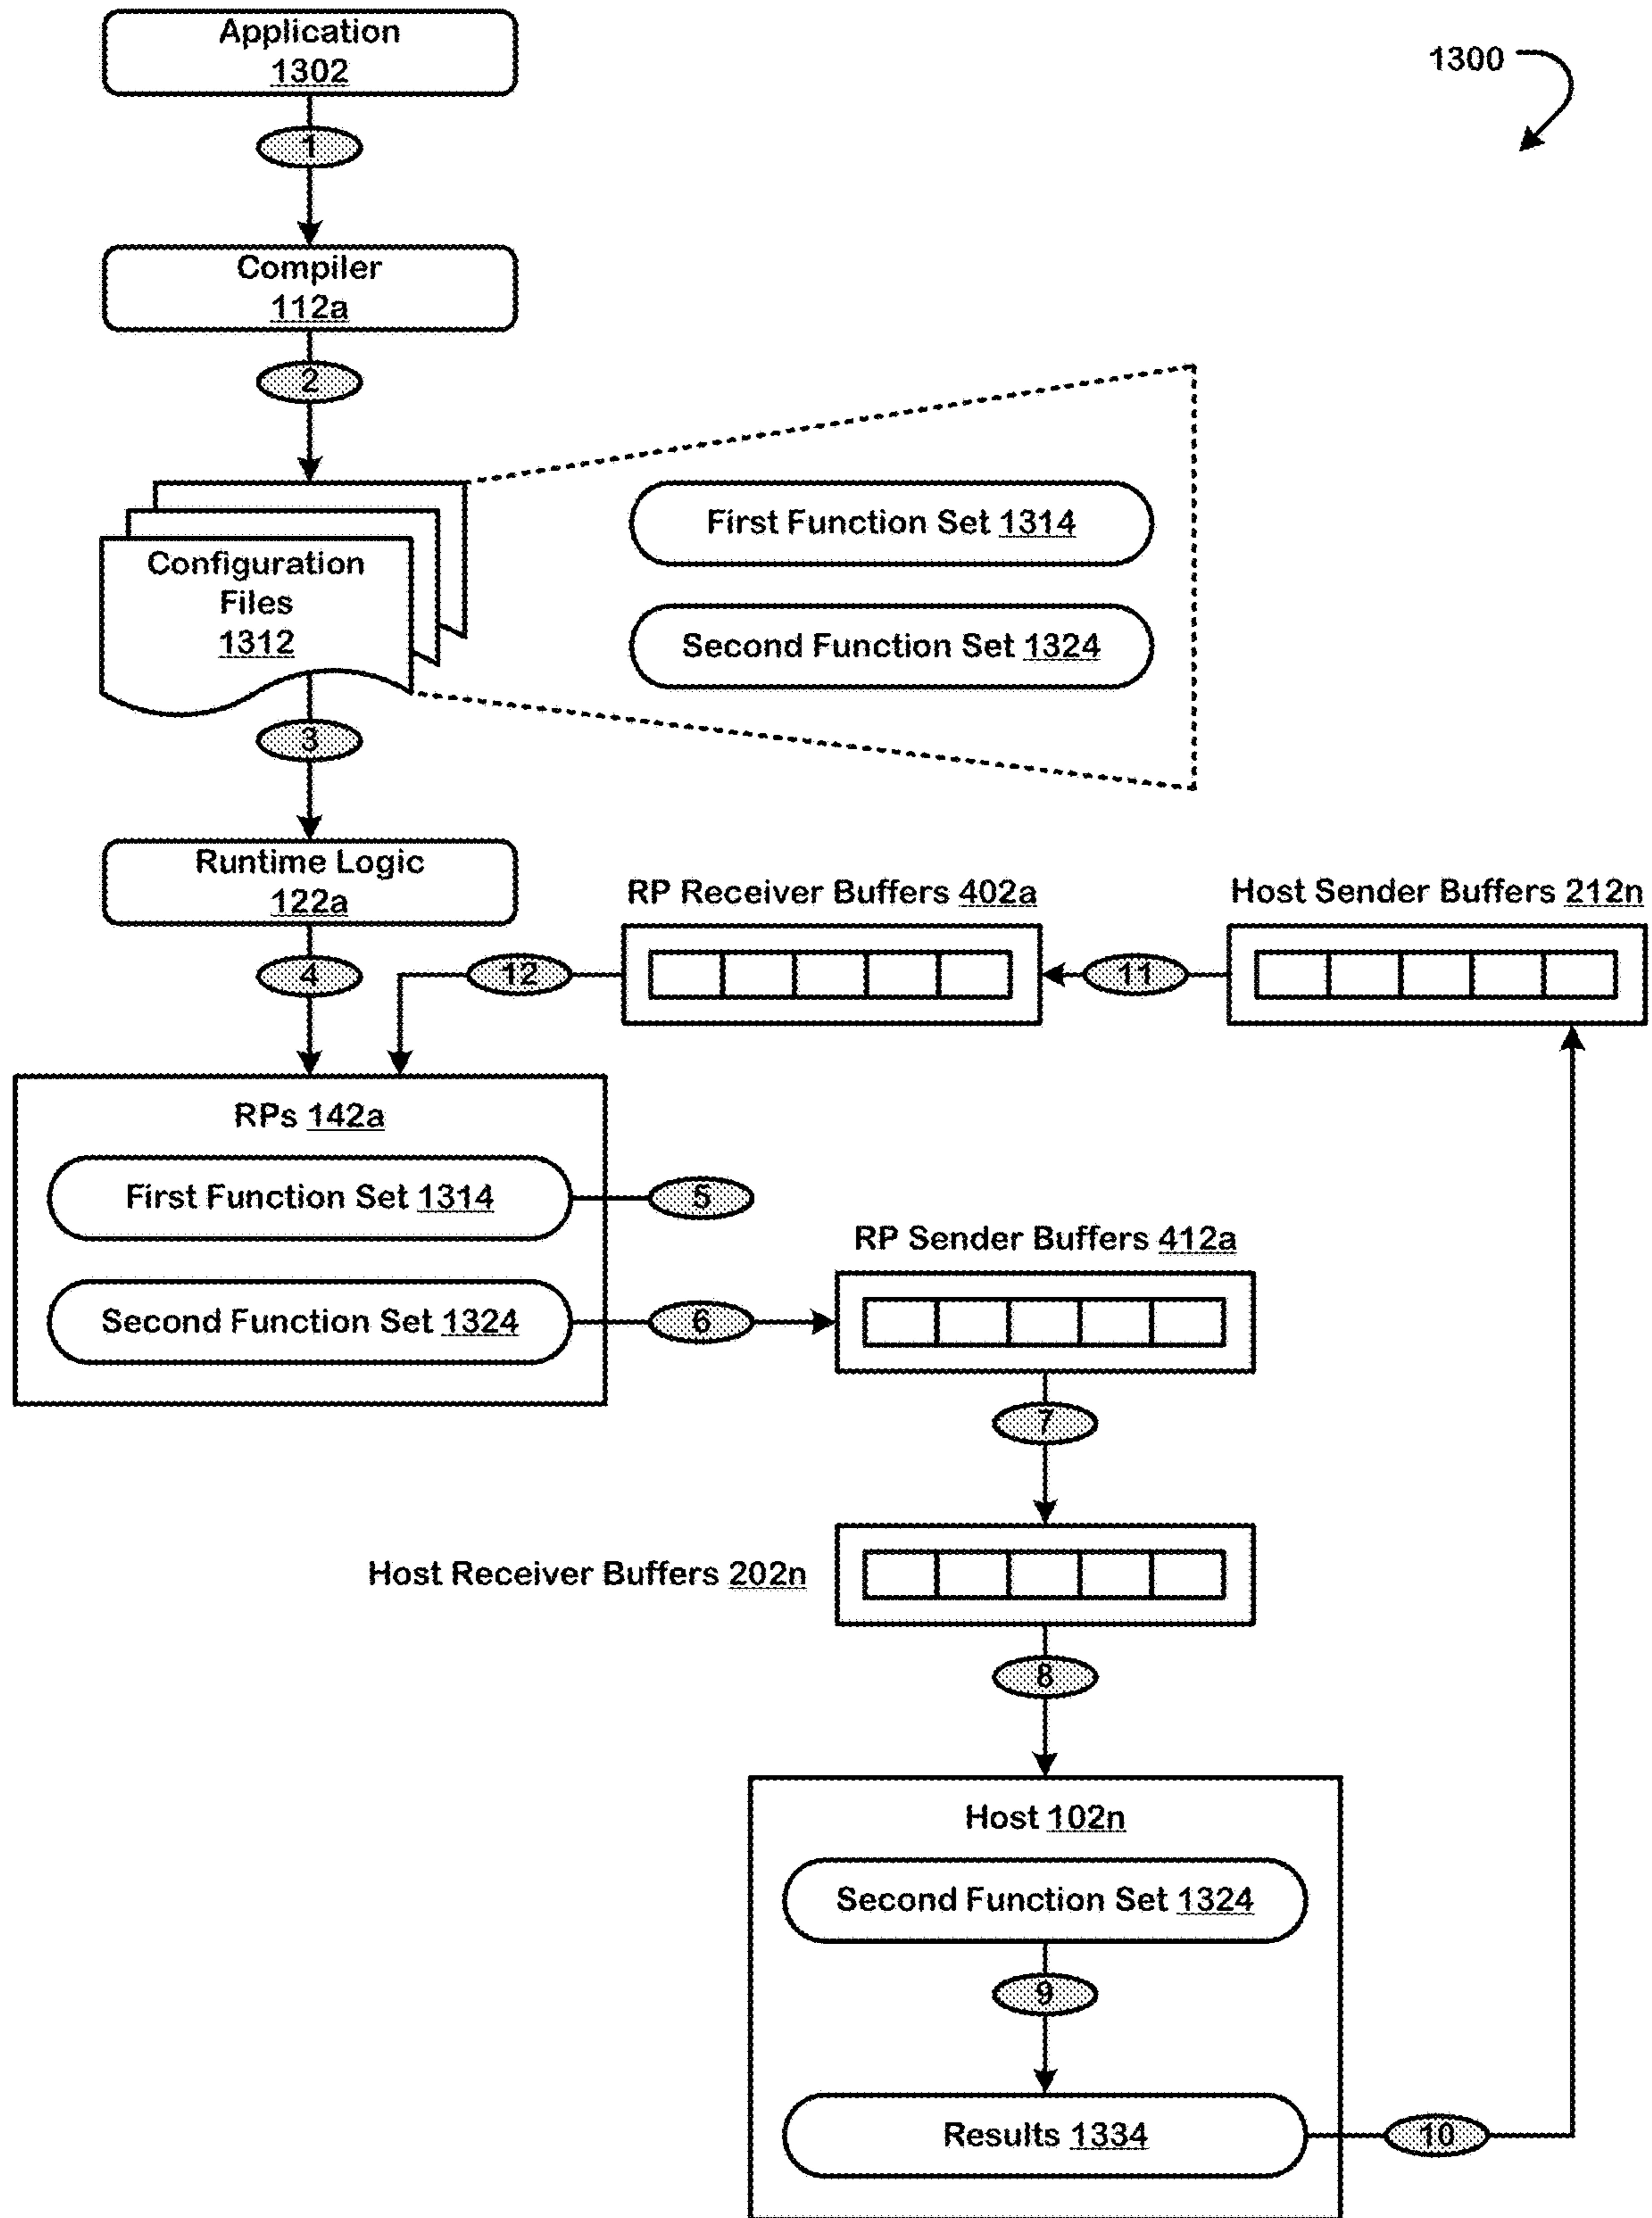 Application
1302
1300
1
Compiler
112a
2
First Function Set 1314
Configuration
Files
1312
Second Function Set 1324
3
Runtime Logic
122a
RP Receiver Buffers 402a
Host Sender Buffers 212n
4
12
11
RPs 142a
First Function Set 1314
5
RP Sender Buffers 412a
Second Function Set 1324
6
7
Host Receiver Buffers 202n
8
Host 102n
Second Function Set 1324
9
Results 1334
10